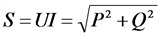 S = UI = √(P² + Q²)